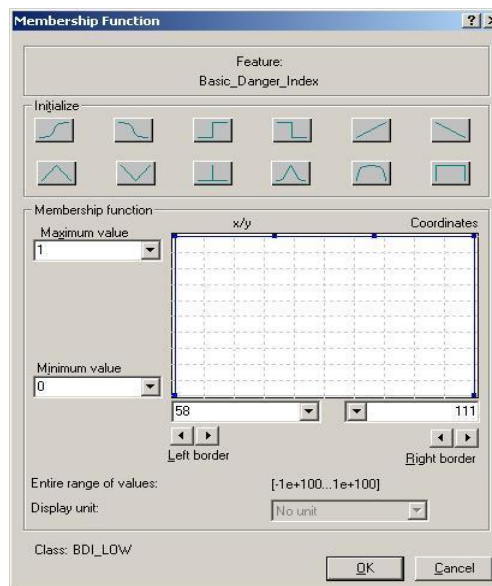 Membership Function
Feature:
Basic_Danger_Index
Initialize
Membership function
x/y
Coordinates
Maximum value
1
Minimum value
0
58
111
Left border
Right border
Entire range of values:
[-1e+100...1e+100]
Display unit:
No unit
Class: BDI_LOW
OK
Cancel